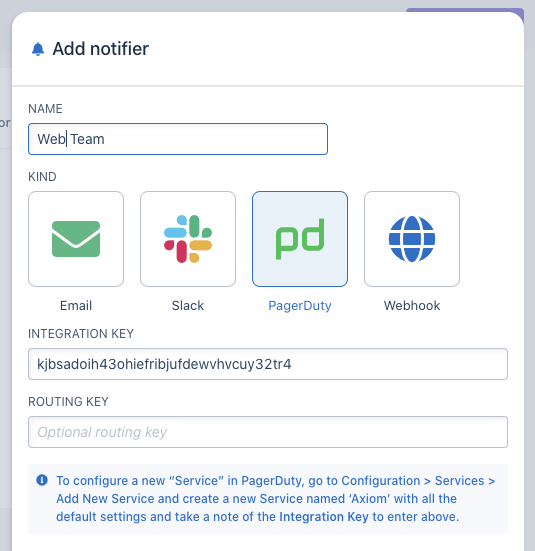 Add notifier
or
NAME
Web Team
KIND
pd
Email
Slack
PagerDuty
Webhook
INTEGRATION KEY
kjbsadoih43ohiefribjufdewvhvcuy32tr4
ROUTING KEY
Optional routing key
To configure a new “Service” in PagerDuty, go to Configuration > Services >
Add New Service and create a new Service named ‘Axiom’ with all the
default settings and take a note of the Integration Key to enter above.